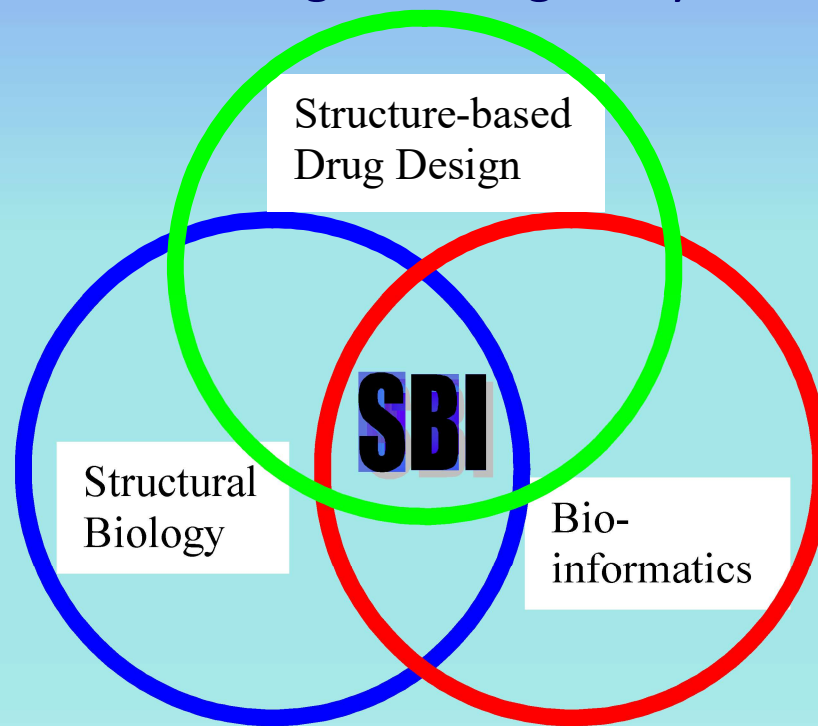 Structure-based
Drug Design
SBI
Structural
Biology
Bio-
informatics